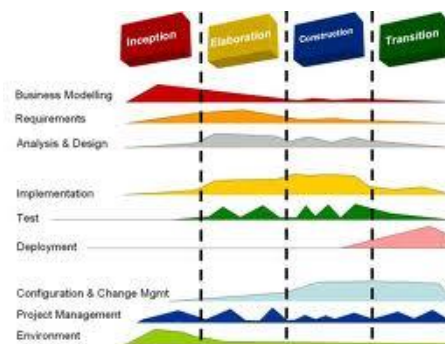 Inception
Elaboration
Construction
Transition
Business Modelling
Requirements
Analysis & Design
Implementation
Test
Deployment
Configuration & Change Mgmt
Project Management
Environment